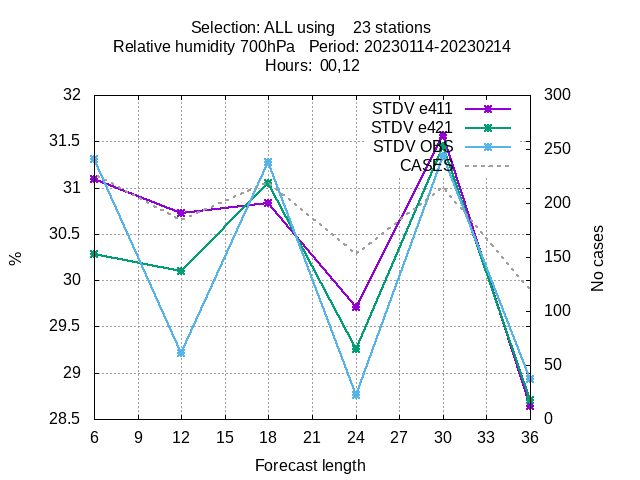 Selection: ALL using    23 stations
Relative humidity 700hPa   Period: 20230114-20230214
Hours:  00,12
32
31.5
31
30.5
30
29.5
29
28.5
%
300
250
200
150
100
50
0
No cases
STDV e411
STDV e421
STDV OBS
CASES
6 9 12 15 18 21 24 27 30 33 36
Forecast length